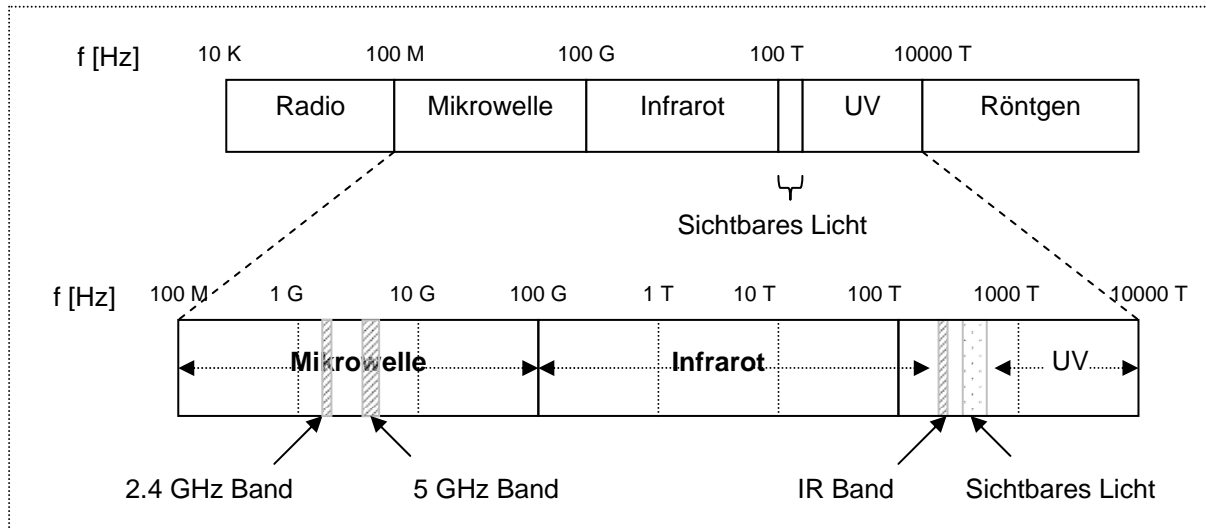 f [Hz] 10 K 100 M 100 G 100 T 10000 T
Radio Mikrowelle Infrarot UV Röntgen
Sichtbares Licht
f [Hz] 100 M 1 G 10 G 100 G 1 T 10 T 100 T 1000 T 10000 T
Mikrowelle Infrarot UV
2.4 GHz Band 5 GHz Band IR Band Sichtbares Licht